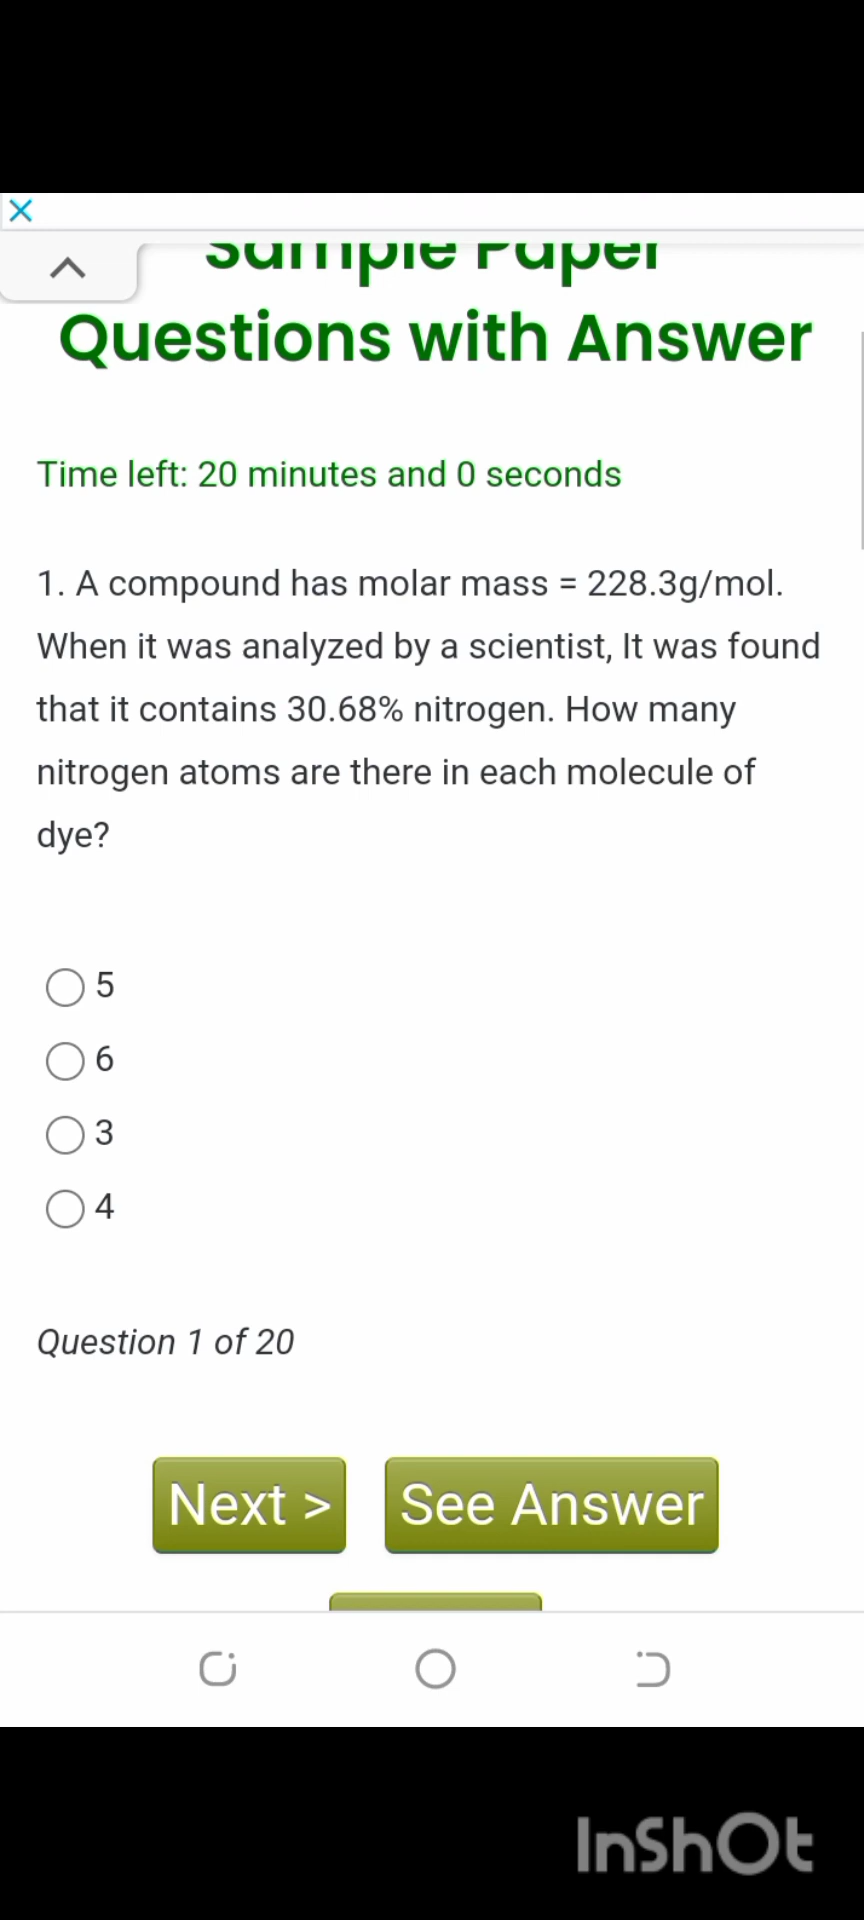 Sample Paper
Questions with Answer
Time left: 20 minutes and 0 seconds
1. A compound has molar mass = 228.3g/mol.
When it was analyzed by a scientist, It was found
that it contains 30.68% nitrogen. How many
nitrogen atoms are there in each molecule of
dye?
5
6
3
4
Question 1 of 20
Next > See Answer
InShOt